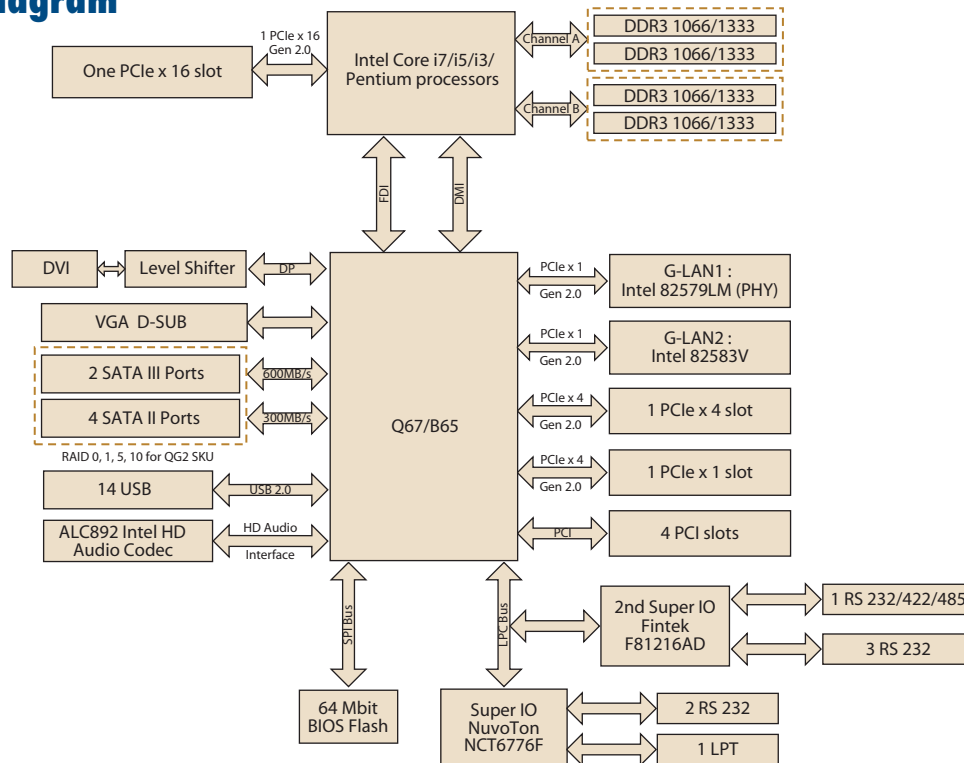 agram
1 PCIe x 16
Gen 2.0
One PCIe x 16 slot
Intel Core i7/i5/i3/
Pentium processors
Channel A
DDR3 1066/1333
DDR3 1066/1333
Channel B
DDR3 1066/1333
DDR3 1066/1333
FDI
DMI
DVI
Level Shifter
DP
VGA D-SUB
2 SATA III Ports
600MB/s
4 SATA II Ports
300MB/s
RAID 0, 1, 5, 10 for QG2 SKU
14 USB
USB 2.0
ALC892 Intel HD
Audio Codec
HD Audio
Interface
Q67/B65
PCIe x 1
Gen 2.0
G-LAN1 :
Intel 82579LM (PHY)
PCIe x 1
Gen 2.0
G-LAN2 :
Intel 82583V
PCIe x 4
Gen 2.0
1 PCIe x 4 slot
PCIe x 4
Gen 2.0
1 PCIe x 1 slot
PCI
4 PCI slots
SPI Bus
LPC Bus
2nd Super IO
Fintek
F81216AD
1 RS 232/422/485
3 RS 232
64 Mbit
BIOS Flash
Super IO
NuvoTon
NCT6776F
2 RS 232
1 LPT